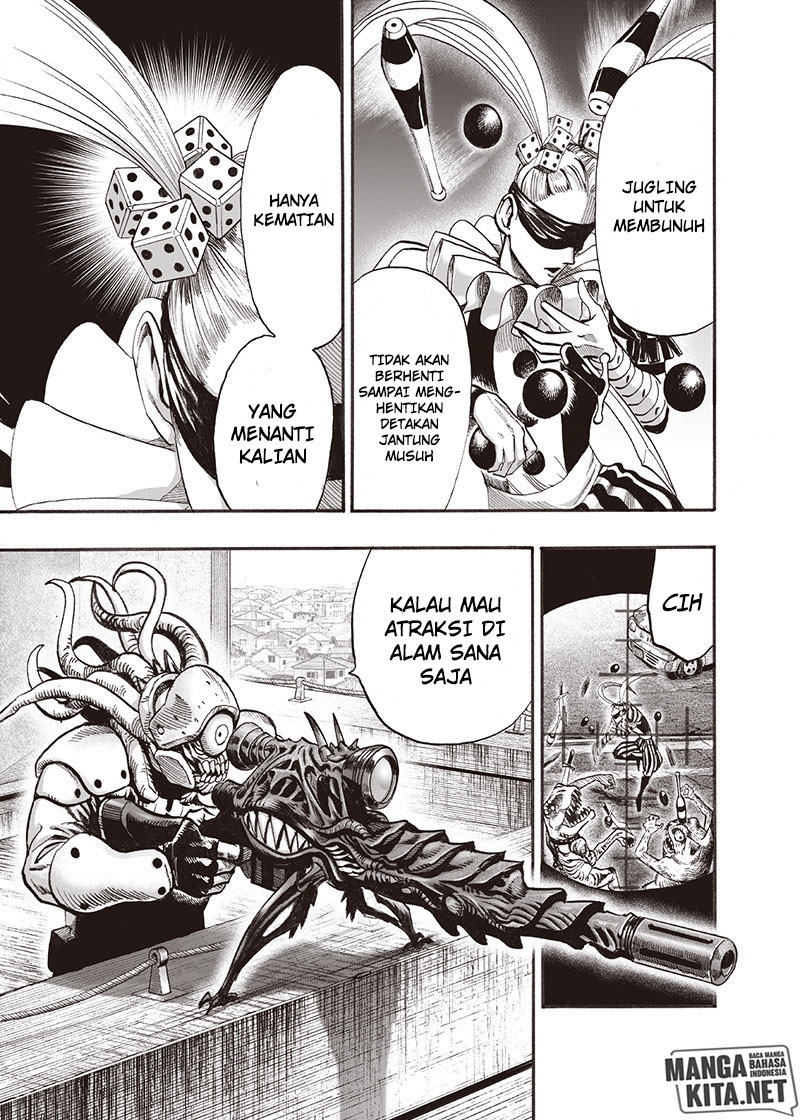 JUGLING
UNTUK
MEMBUNUH
TIDAK AKAN
BERHENTI
SAMPAI MENG-
HENTIKAN
DETAKAN
JANTUNG
MUSUH
HANYA
KEMATIAN
YANG
MENANTI
KALIAN
CIH
KALAU MAU
ATRAKSI DI
ALAM SANA
SAJA
MANGA
BACA MANGA
BAHASA
INDONESIA
KITA.NET